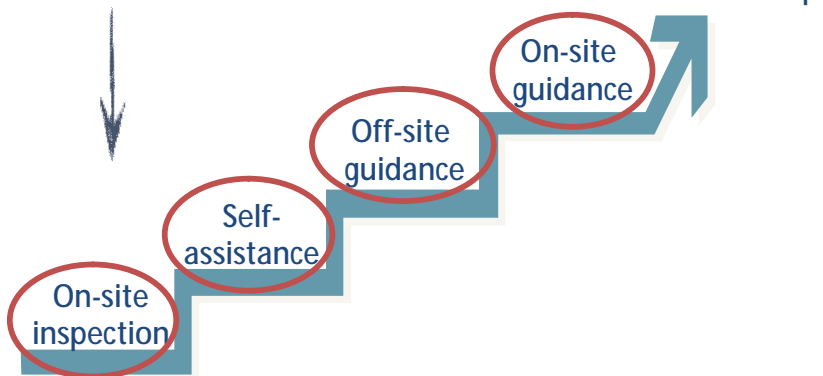 On-site
guidance
Off-site
guidance
Self-
assistance
On-site
inspection